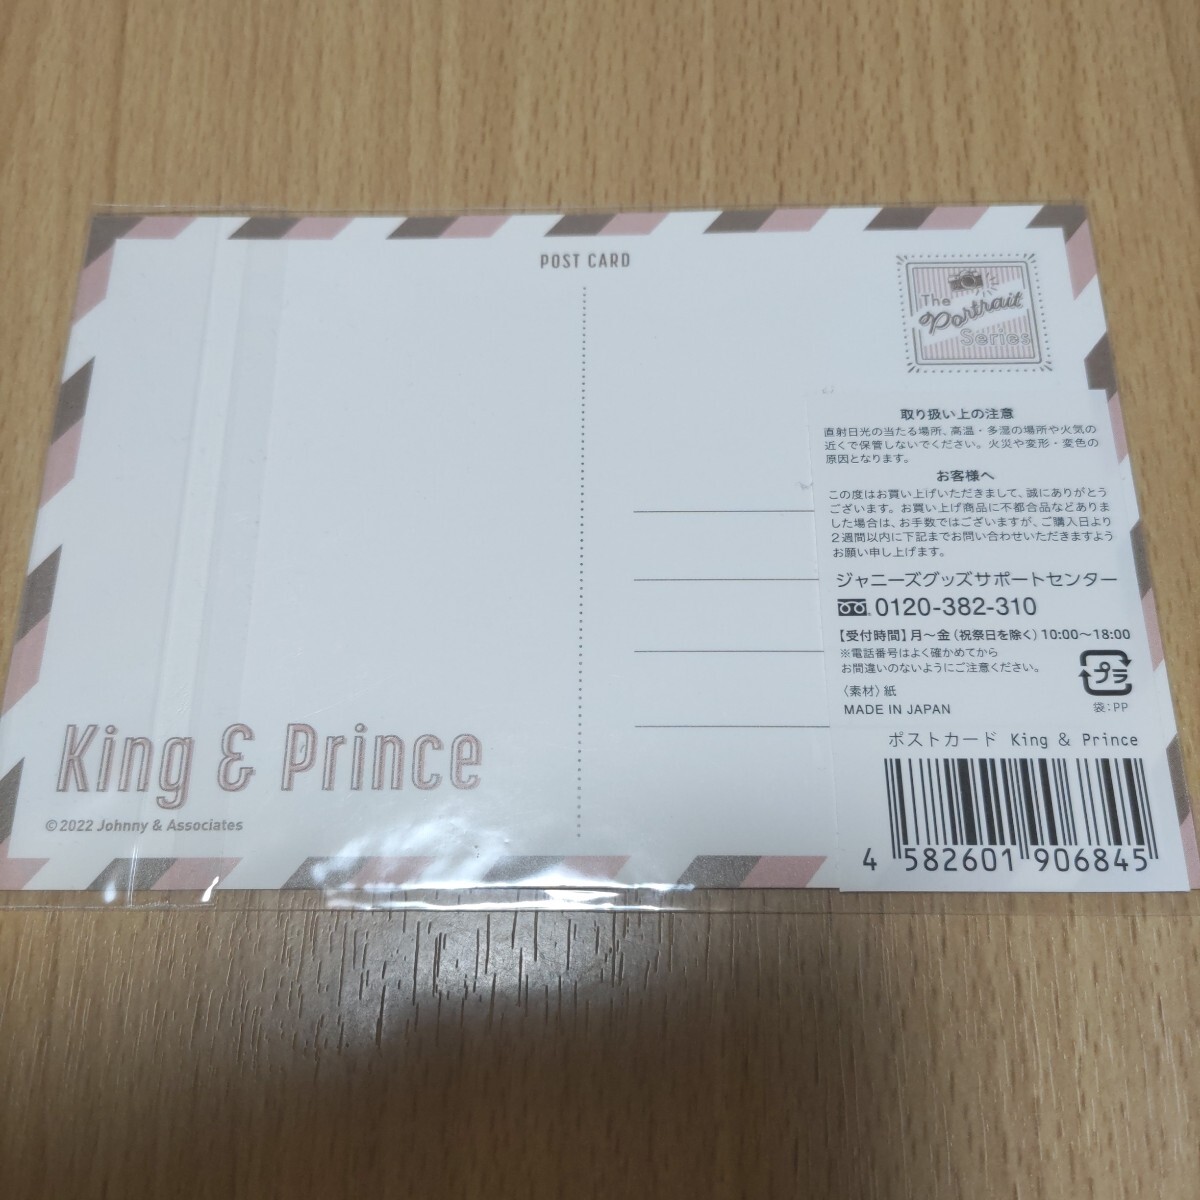 POST CARD
The
Portrait
Series
取り扱い上の注意
直射日光の当たる場所、高温・多湿の場所や火気の
近くで保管しないでください。火災や変形・変色の
原因となります。
お客様へ
この度はお買い上げいただきまして、誠にありがとう
ございます。お買い上げ商品に不都合品などありま
した場合は、お手数ではございますが、ご購入日より
2週間以内に下記までお問い合わせいただきますよう
お願い申し上げます。
ジャニーズグッズサポートセンター
0120-382-310
【受付時間】月〜金（祝祭日を除く）10:00〜18:00
※電話番号はよく確かめてから
お間違いのないようにご注意ください。
〈素材〉紙
MADE IN JAPAN
プラ
袋：PP
ポストカード King & Prince
4 582601 906845
King & Prince
©2022 Johnny & Associates